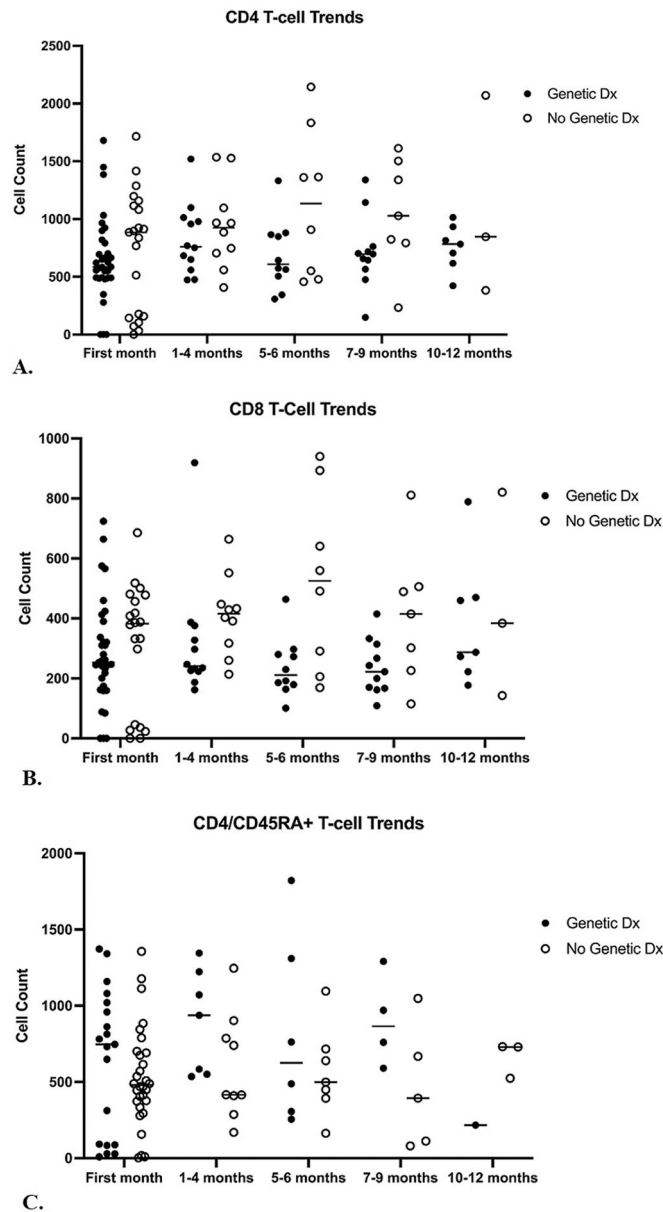 CD4 T-cell Trends
2500
2000
1500
1000
500
0
Cell Count
Genetic Dx
No Genetic Dx
First month 1-4 months 5-6 months 7-9 months 10-12 months
A.
CD8 T-Cell Trends
1000
800
600
400
200
0
Cell Count
Genetic Dx
No Genetic Dx
First month 1-4 months 5-6 months 7-9 months 10-12 months
B.
CD4/CD45RA+ T-cell Trends
2000
1500
1000
500
0
Cell Count
Genetic Dx
No Genetic Dx
First month 1-4 months 5-6 months 7-9 months 10-12 months
C.